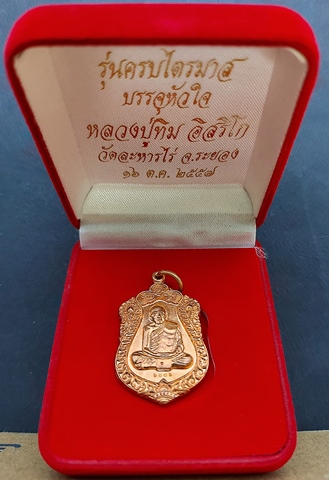 รุ่นครบไตรมาส
บรรจุหัวใจ
หลวงปู่ทิม อิสริโก
วัดละหารไร่ จ.ระยอง
๑๖ ต.ค. ๒๕๕๗